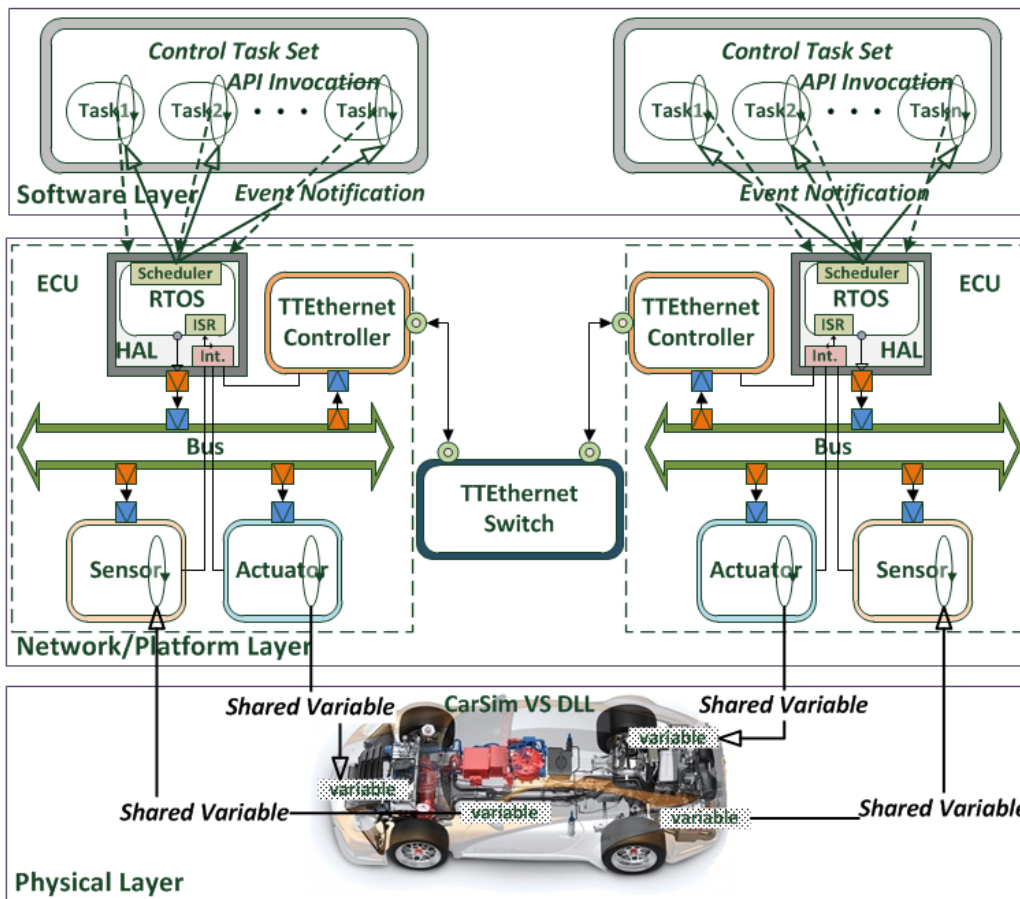 Control Task Set
API Invocation
Task1
Task2
Taskn
Event Notification
Software Layer
Control Task Set
API Invocation
Task1
Task2
Taskn
Event Notification
ECU
Scheduler
RTOS
ISR
HAL
Int.
TTEthernet
Controller
Bus
Sensor
Actuator
TTEthernet
Switch
TTEthernet
Controller
Scheduler
RTOS
ISR
HAL
Int.
ECU
Bus
Actuator
Sensor
Network/Platform Layer
Shared Variable
CarSim VS DLL
Shared Variable
variable
variable
Shared Variable
variable
variable
Shared Variable
Physical Layer